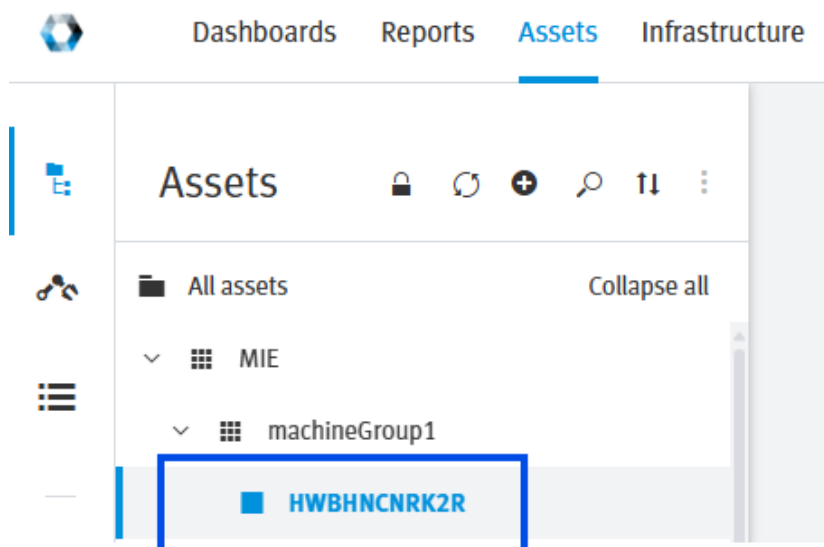 Dashboards Reports Assets Infrastructure
Assets
All assets Collapse all
MIE
machineGroup1
HWBHNCNRK2R